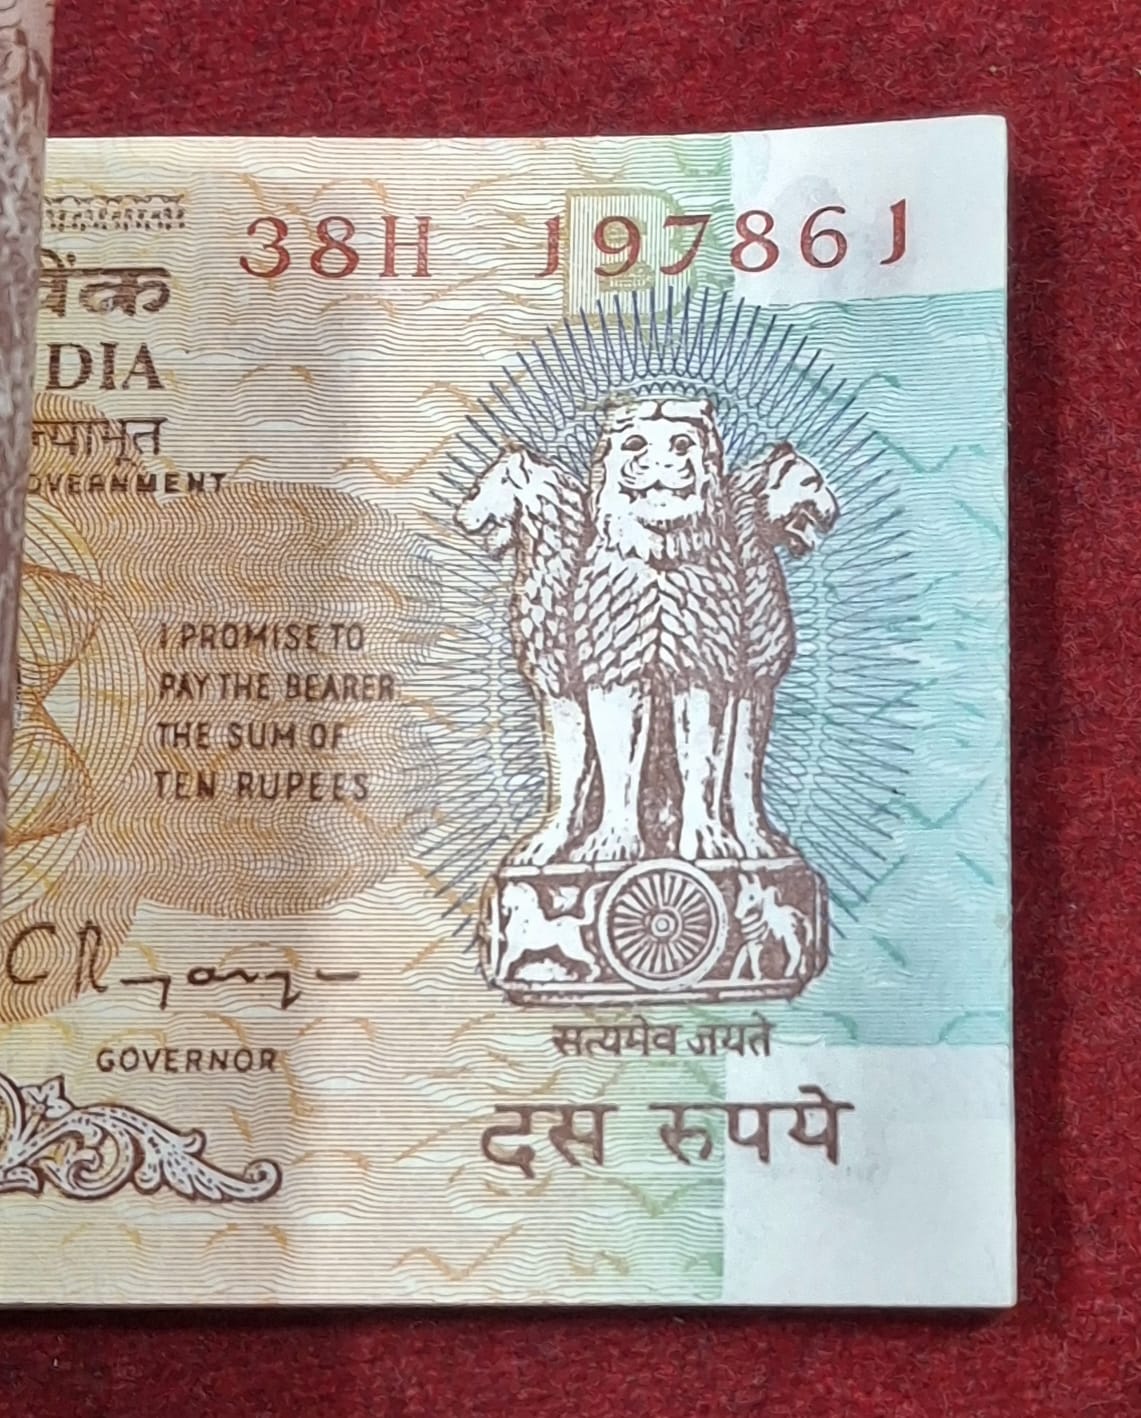 38H 197861
बैंक
DIA
त्याभूत
OVERNMENT
I PROMISE TO
PAY THE BEARER
THE SUM OF
TEN RUPEES
GOVERNOR
सत्यमेव जयते
दस रुपये